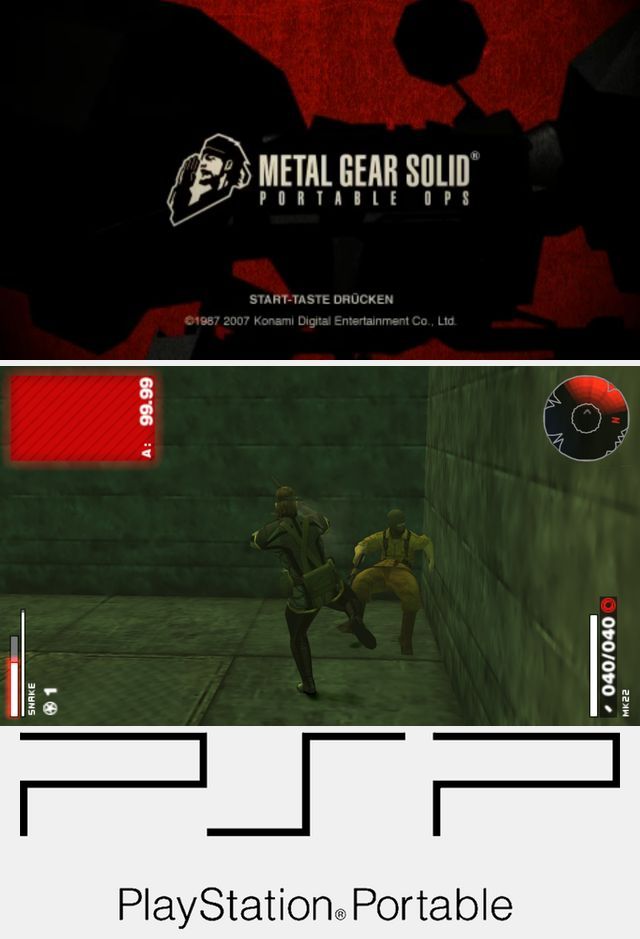 METAL GEAR SOLID®
PORTABLE OPS
START-TASTE DRÜCKEN
©1987 2007 Konami Digital Entertainment Co., Ltd.
A: 99.99
N
SNAKE
1
040/040
MK22
PSP
PlayStation®Portable